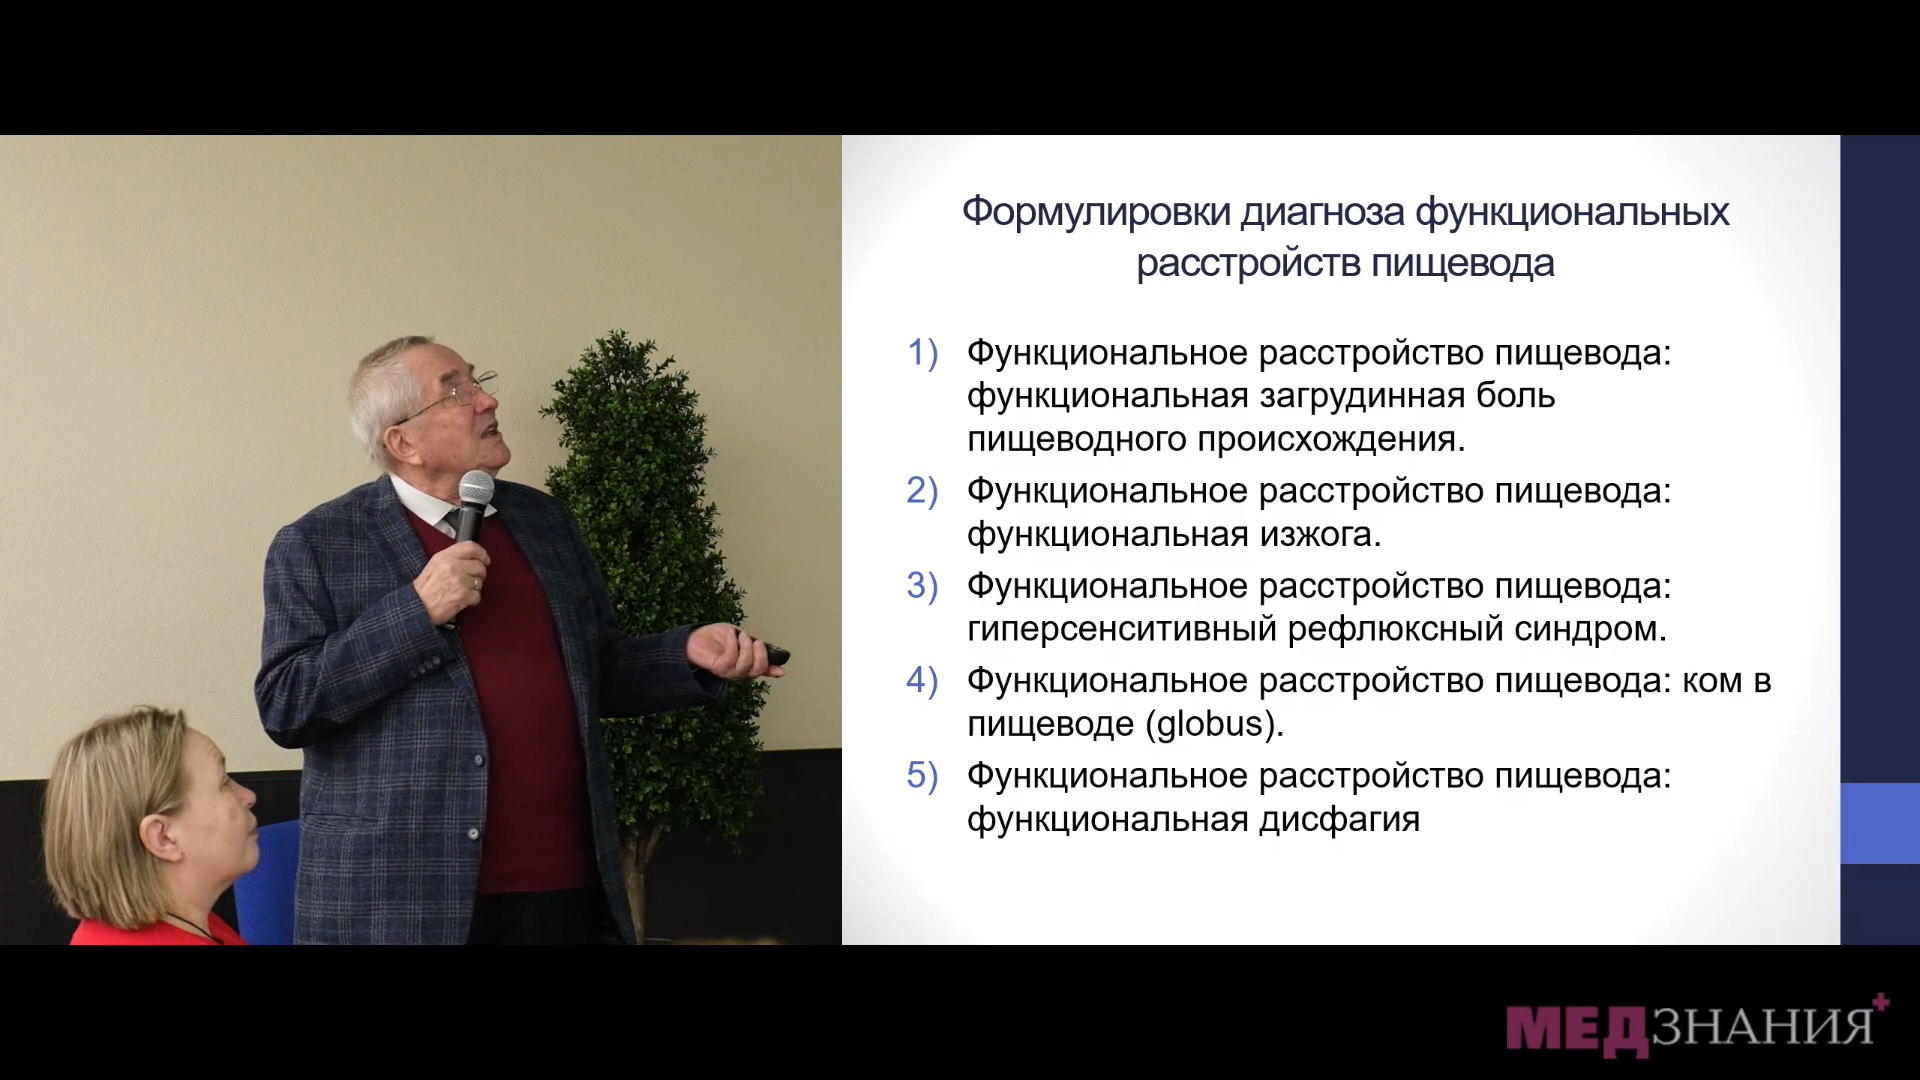 Формулировки диагноза функциональных
расстройств пищевода
1) Функциональное расстройство пищевода:
функциональная загрудинная боль
пищеводного происхождения.
2) Функциональное расстройство пищевода:
функциональная изжога.
3) Функциональное расстройство пищевода:
гиперсенситивный рефлюксный синдром.
4) Функциональное расстройство пищевода: ком в
пищеводе (globus).
5) Функциональное расстройство пищевода:
функциональная дисфагия
МЕДЗНАНИЯ+